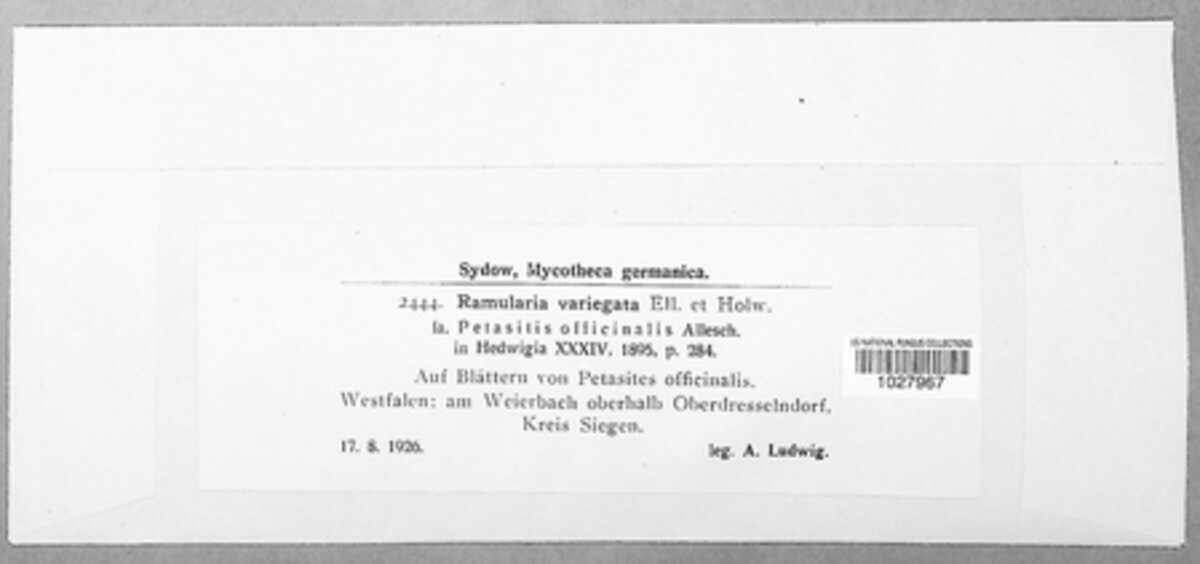 Sydow, Mycotheca germanica.
2444. Ramularia variegata Ell. et Holw.
fa. Petasitis officinalis Allesch.
in Hedwigia XXXIV, 1895, p. 284.
Auf Blättern von Petasites officinalis.
Westfalen: am Weierbach oberhalb Oberdresselndorf,
Kreis Siegen.
17. 8. 1926. leg. A. Ludwig.
US NATIONAL FUNGUS COLLECTIONS
1027967